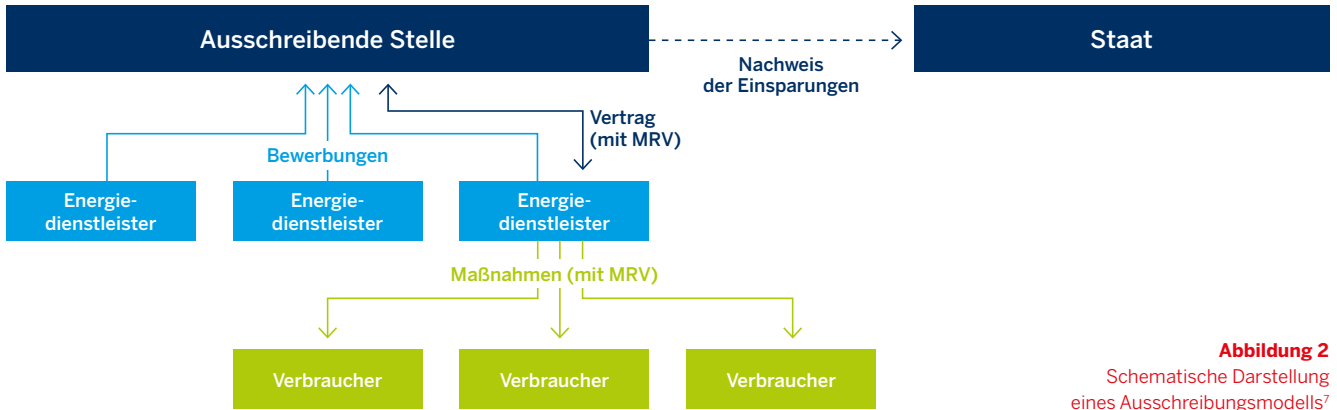 Ausschreibende Stelle
Staat
Nachweis
der Einsparungen
Vertrag
(mit MRV)
Bewerbungen
Energie-
dienstleister
Energie-
dienstleister
Energie-
dienstleister
Maßnahmen (mit MRV)
Verbraucher
Verbraucher
Verbraucher
Abbildung 2
Schematische Darstellung
eines Ausschreibungsmodells⁷